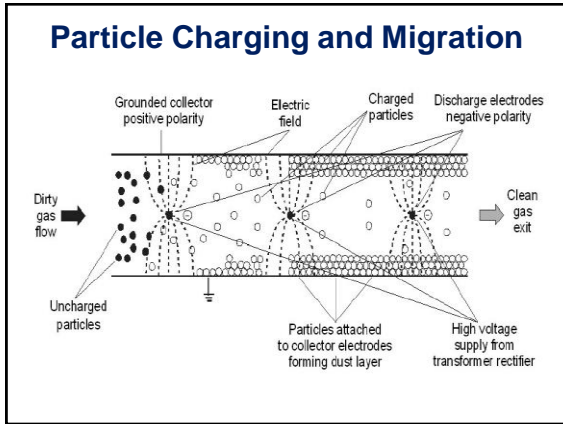 Particle Charging and Migration
Grounded collector
positive polarity
Electric
field
Charged
particles
Discharge electrodes
negative polarity
Dirty
gas
flow
Clean
gas
exit
Uncharged
particles
Particles attached
to collector electrodes
forming dust layer
High voltage
supply from
transformer rectifier